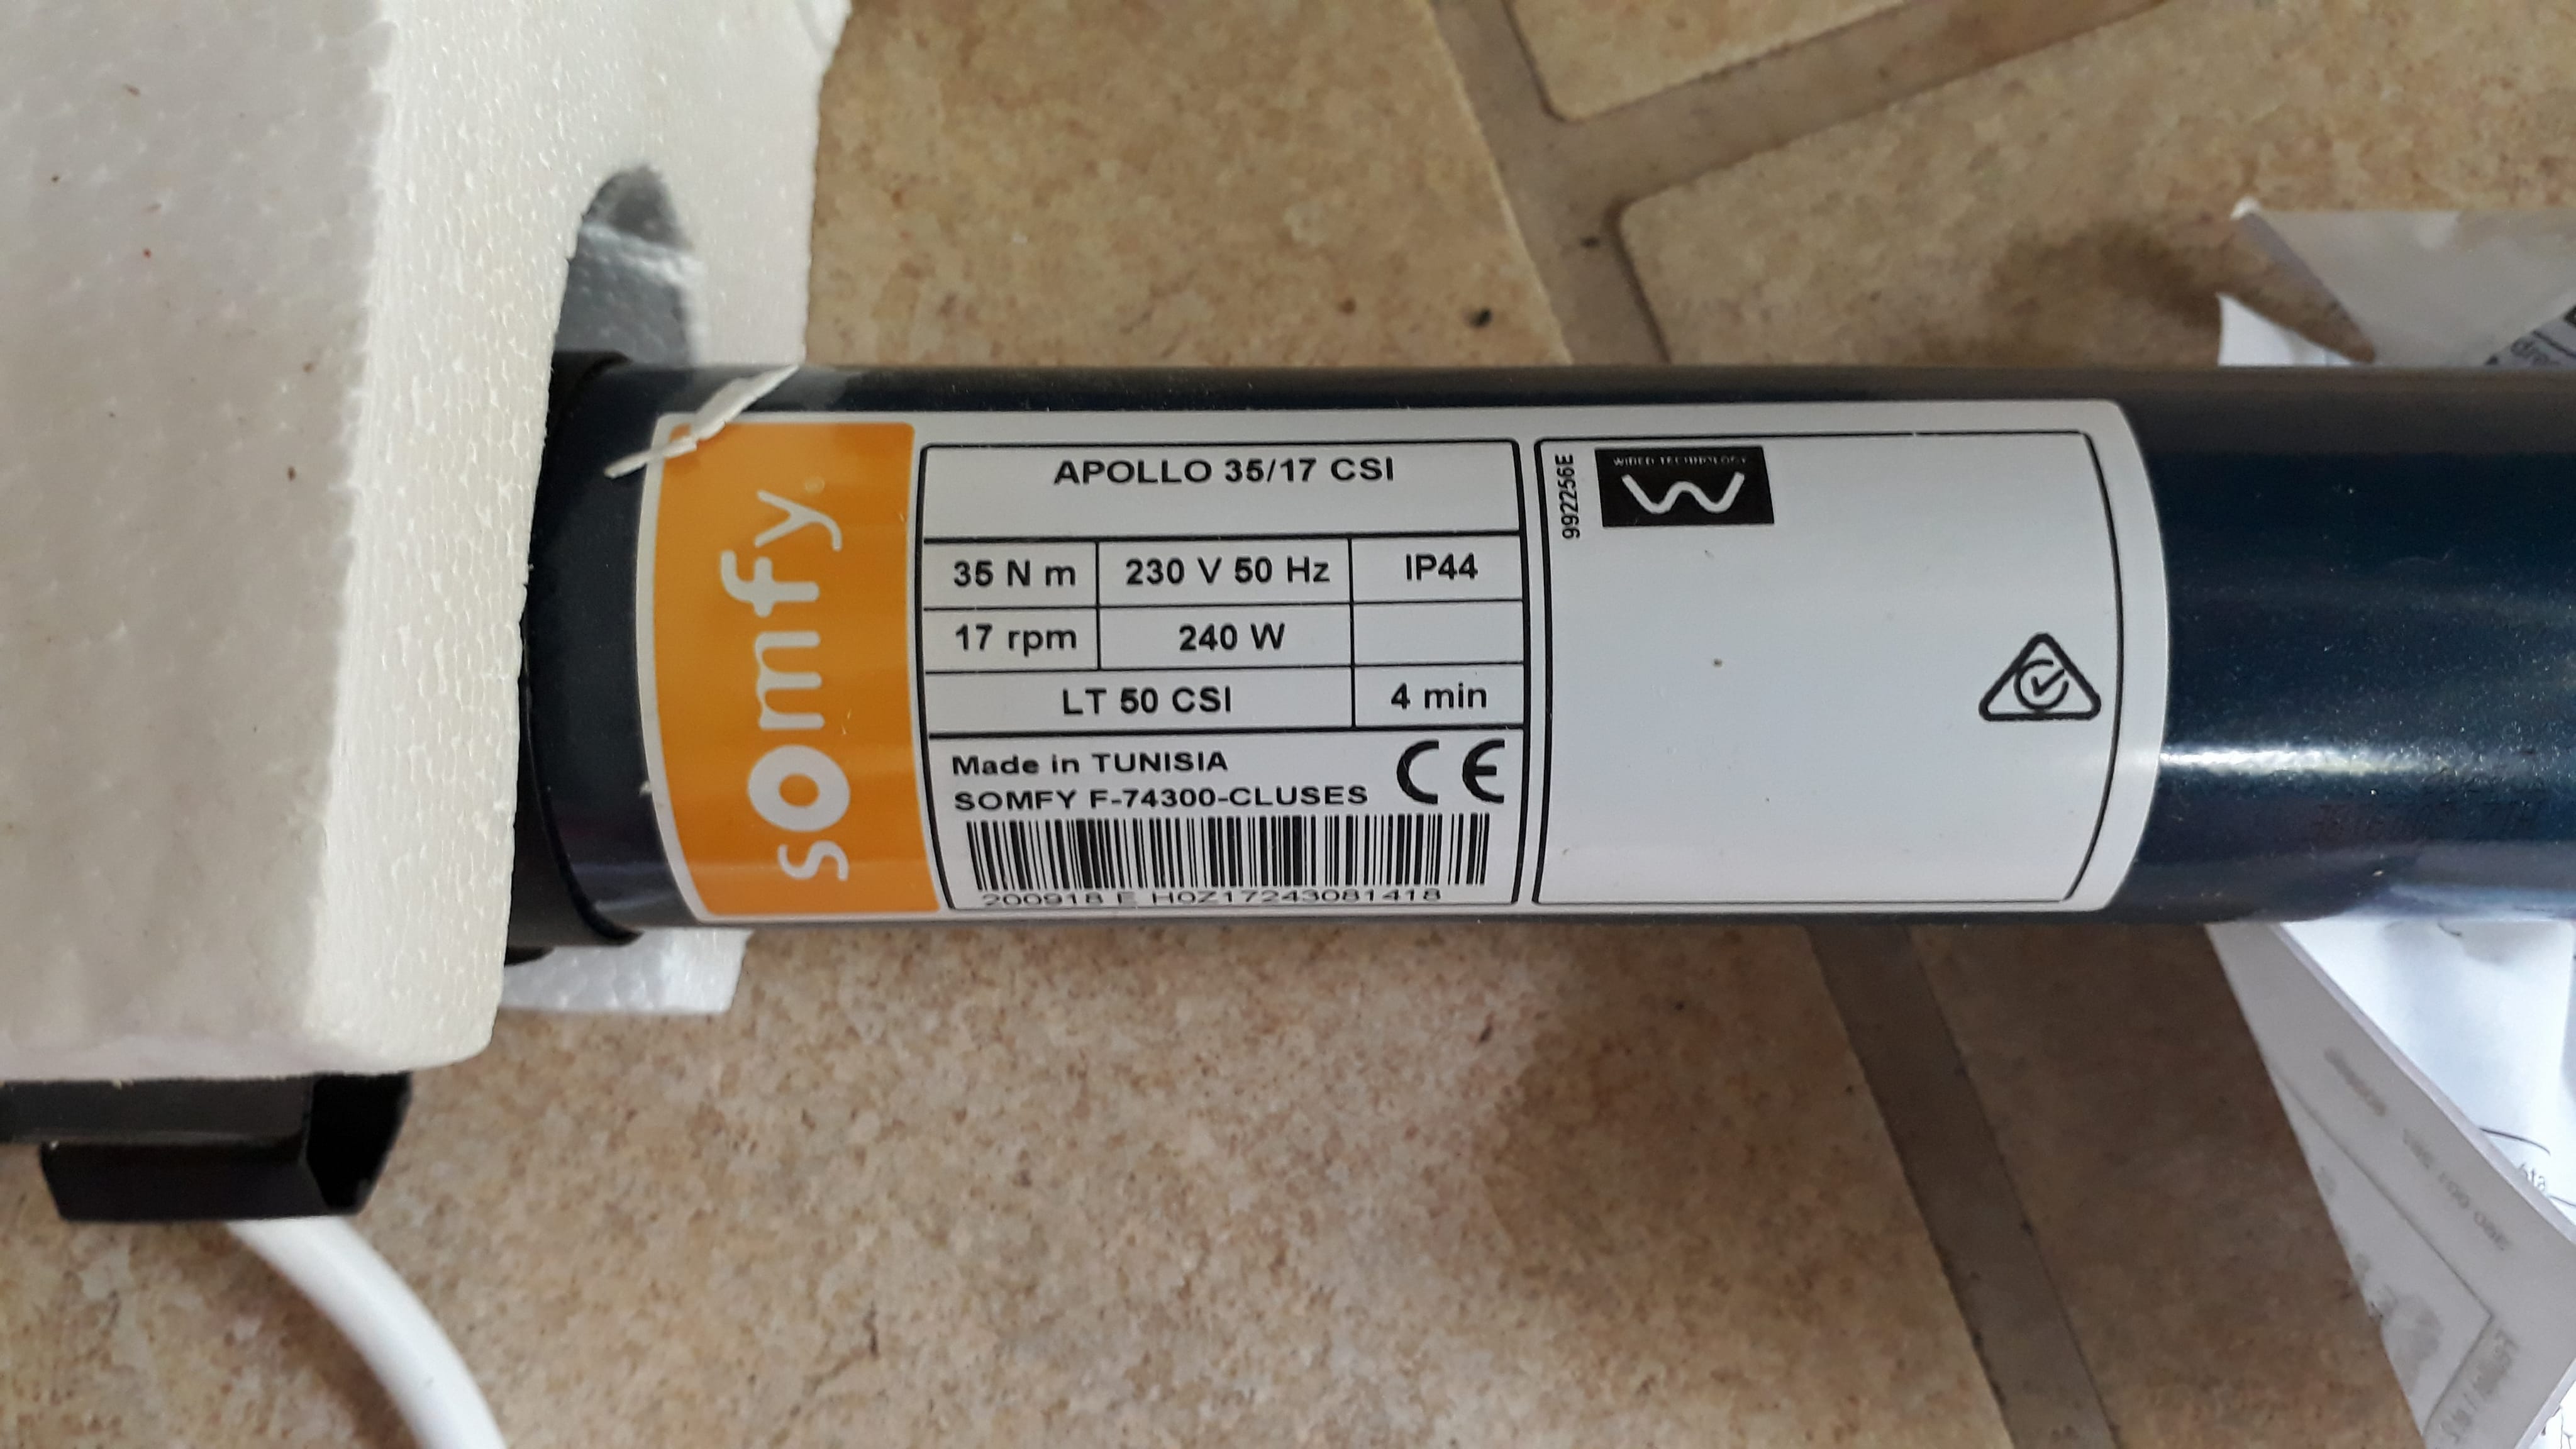 somfy
APOLLO 35/17 CSI
35 N m 230 V 50 Hz IP44
17 rpm 240 W
LT 50 CSI 4 min
Made in TUNISIA
SOMFY F-74300-CLUSES
CE
200918 E H0Z17243081418
992256E
WIRED TECHNOLOGY